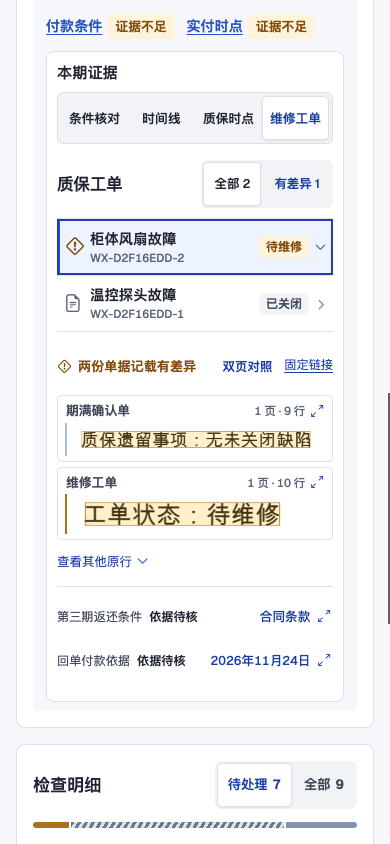 付款条件 证据不足 实付时点 证据不足
本期证据
条件核对 时间线 质保时点 维修工单
质保工单 全部 2 有差异 1
柜体风扇故障
WX-D2F16EDD-2
待维修
温控探头故障
WX-D2F16EDD-1
已关闭
两份单据记载有差异 双页对照 固定链接
期满确认单 1 页·9 行
质保遗留事项：无未关闭缺陷
维修工单 1 页·10 行
工单状态：待维修
查看其他原行
第三期返还条件 依据待核 合同条款
回单付款依据 依据待核 2026年11月24日
检查明细 待处理 7 全部 9